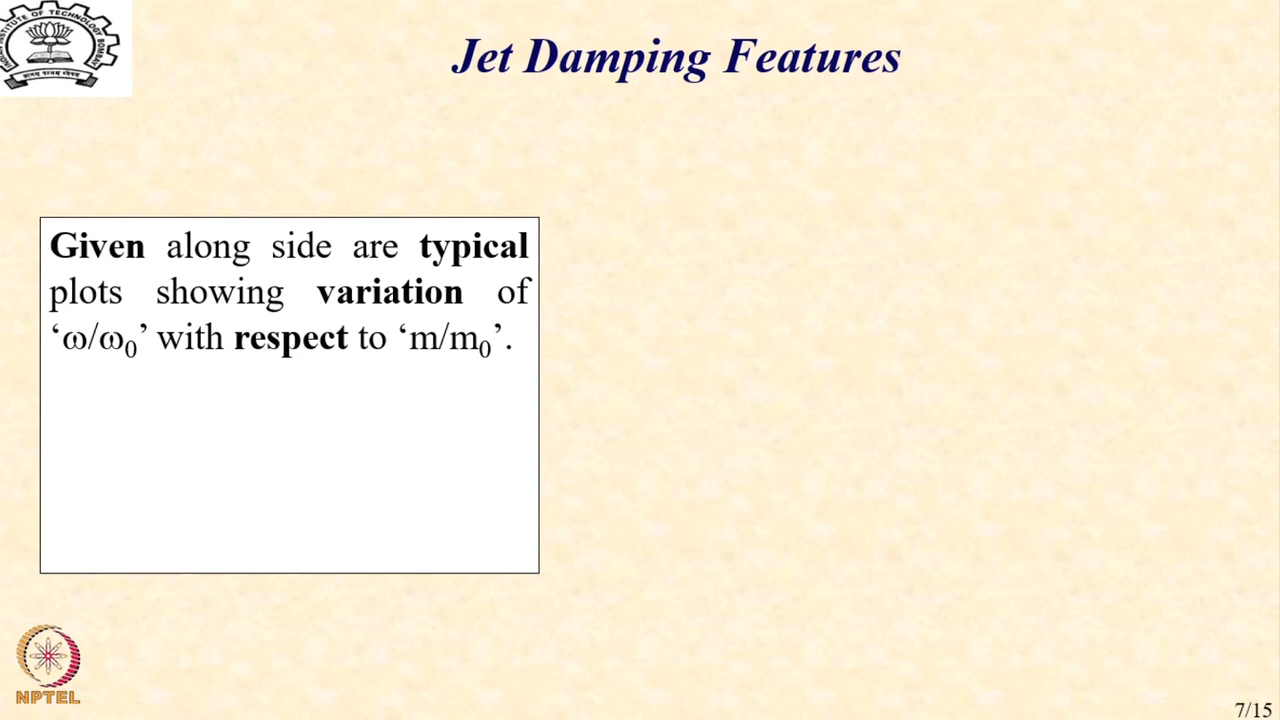 Jet Damping Features
Given along side are typical
plots showing variation of
‘ω/ω₀’ with respect to ‘m/m₀’.
NPTEL
7/15